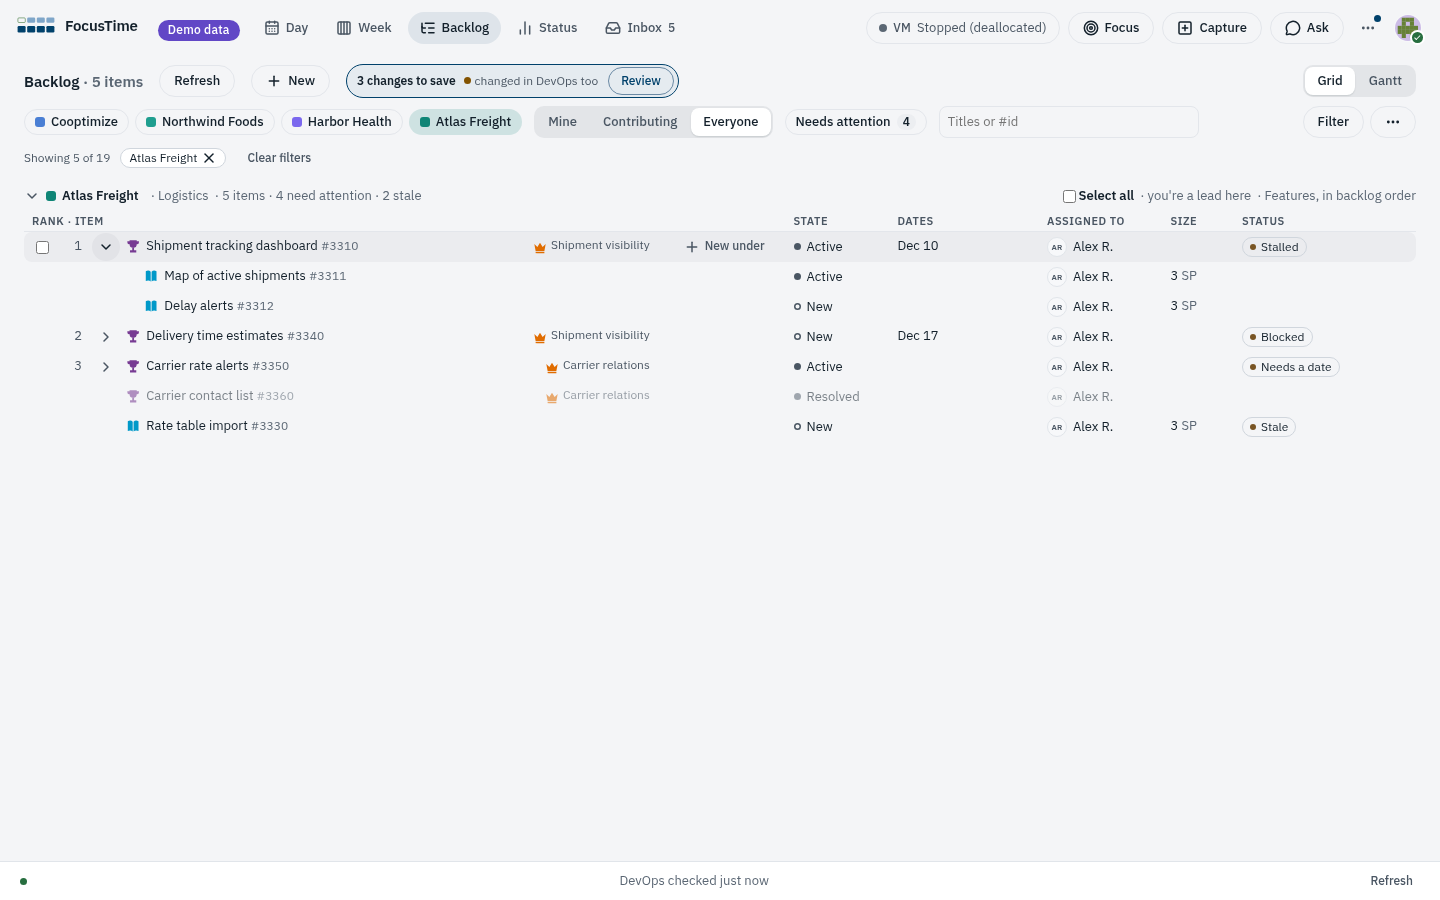 FocusTime
Demo data
Day
Week
Backlog
Status
Inbox 5
VM Stopped (deallocated)
Focus
Capture
Ask
Backlog · 5 items
Refresh
New
3 changes to save
changed in DevOps too
Review
Grid
Gantt
Cooptimize
Northwind Foods
Harbor Health
Atlas Freight
Mine
Contributing
Everyone
Needs attention 4
Titles or #id
Filter
Showing 5 of 19
Atlas Freight
Clear filters
Atlas Freight · Logistics · 5 items · 4 need attention · 2 stale
Select all · you're a lead here · Features, in backlog order
RANK · ITEM STATE DATES ASSIGNED TO SIZE STATUS
1 Shipment tracking dashboard #3310 Shipment visibility New under Active Dec 10 AR Alex R. Stalled
Map of active shipments #3311 Active AR Alex R. 3 SP
Delay alerts #3312 New AR Alex R. 3 SP
2 Delivery time estimates #3340 Shipment visibility New Dec 17 AR Alex R. Blocked
3 Carrier rate alerts #3350 Carrier relations Active AR Alex R. Needs a date
Carrier contact list #3360 Carrier relations Resolved AR Alex R.
Rate table import #3330 New AR Alex R. 3 SP Stale
DevOps checked just now
Refresh